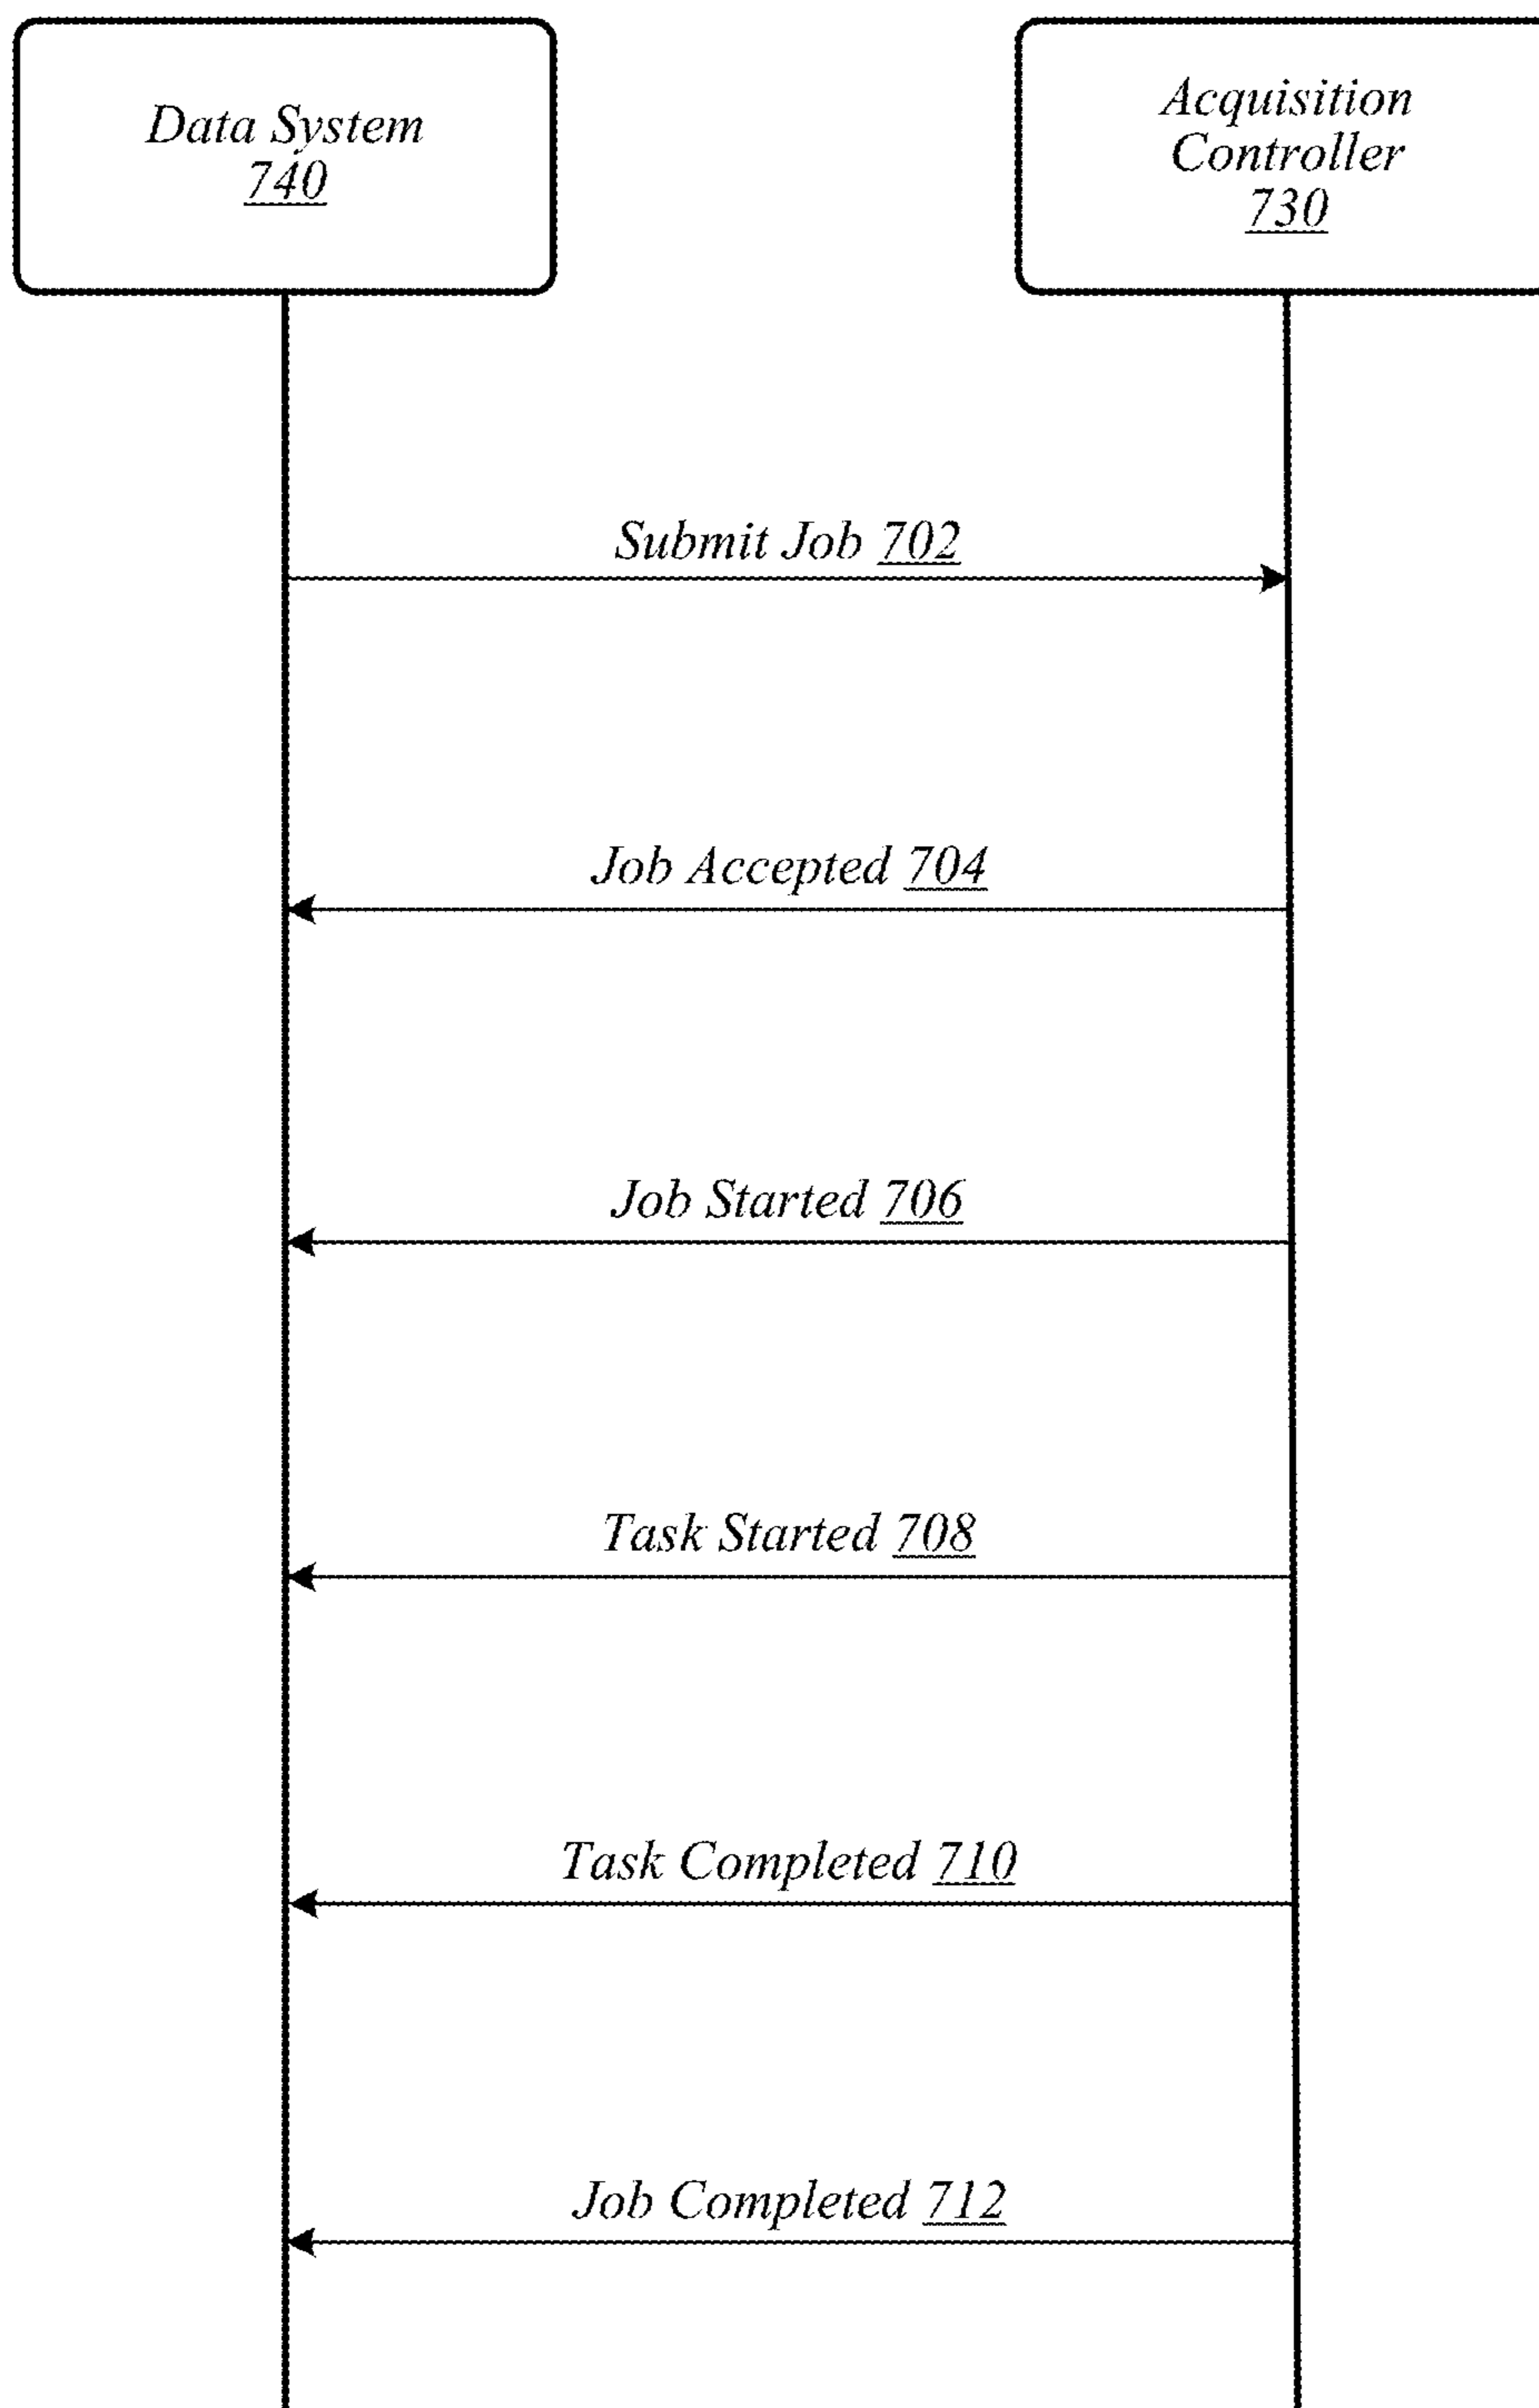 Data System
740
Acquisition
Controller
730
Submit Job 702
Job Accepted 704
Job Started 706
Task Started 708
Task Completed 710
Job Completed 712